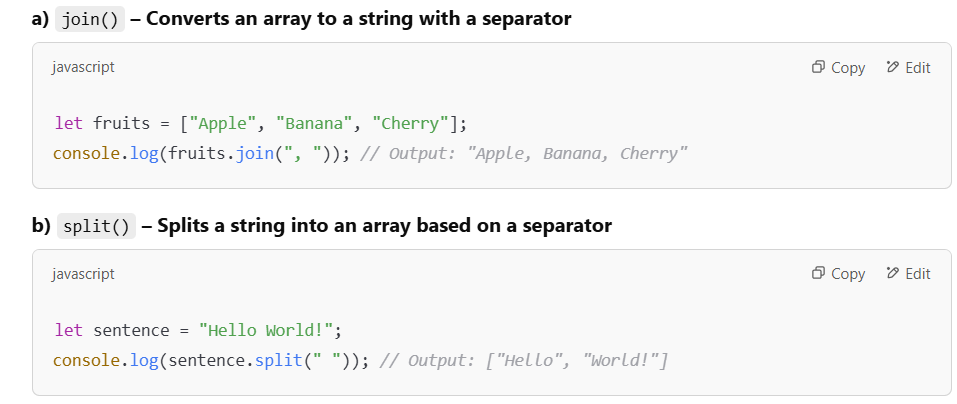 a) join() – Converts an array to a string with a separator
javascript
Copy
Edit
let fruits = ["Apple", "Banana", "Cherry"];
console.log(fruits.join(", ")); // Output: "Apple, Banana, Cherry"
b) split() – Splits a string into an array based on a separator
javascript
Copy
Edit
let sentence = "Hello World!";
console.log(sentence.split(" ")); // Output: ["Hello", "World!"]